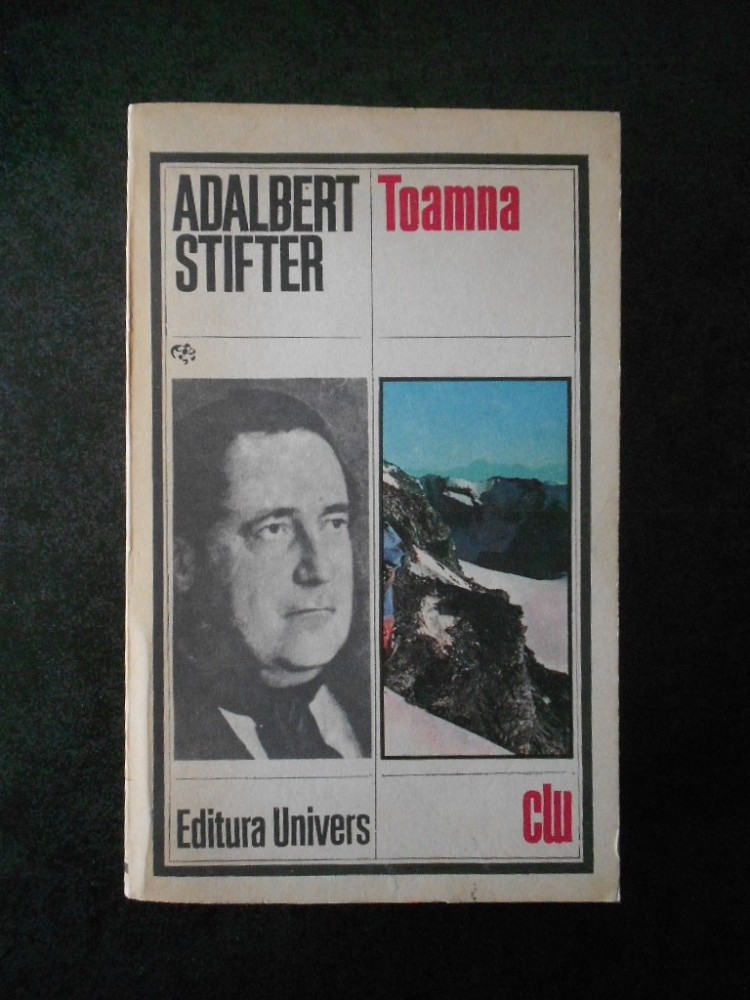 ADALBERT
STIFTER
Toamna
Editura Univers
clu